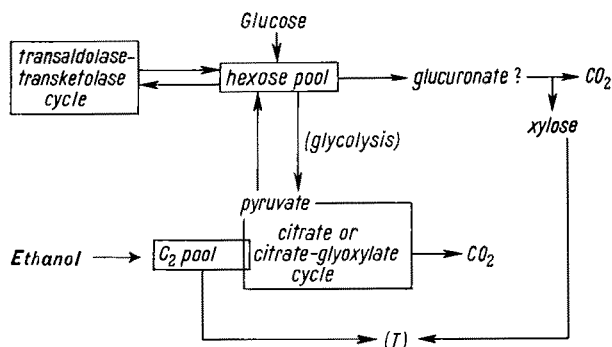 Glucose
transaldolase-
transketolase
cycle
hexose pool
glucuronate ?
CO2
xylose
(glycolysis)
pyruvate
citrate or
citrate-glyoxylate
cycle
Ethanol
C2 pool
CO2
(T)